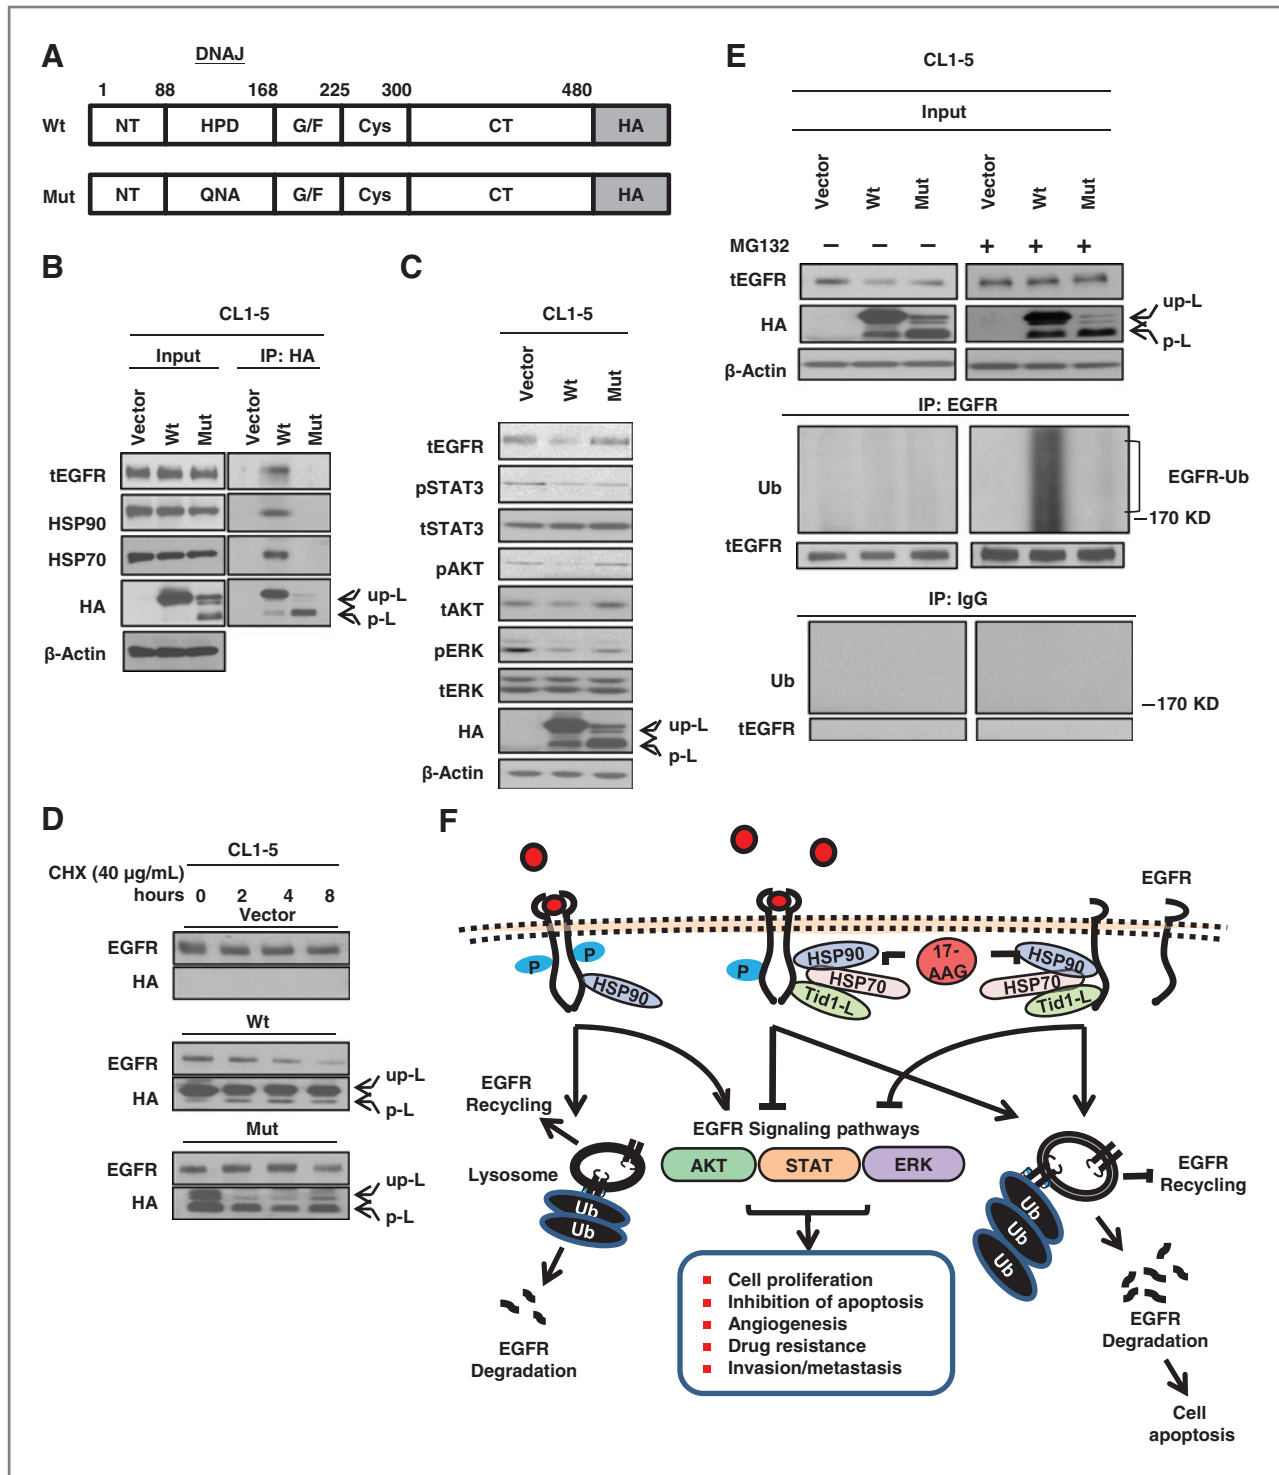 A
DNAJ
1 88 168 225 300 480
Wt NT HPD G/F Cys CT HA
Mut NT QNA G/F Cys CT HA
B
CL1-5
Input IP: HA
Vector Wt Mut Vector Wt Mut
tEGFR
HSP90
HSP70
HA
up-L
p-L
β-Actin
C
CL1-5
Vector Wt Mut
tEGFR
pSTAT3
tSTAT3
pAKT
tAKT
pERK
tERK
HA
up-L
p-L
β-Actin
D
CL1-5
CHX (40 µg/mL)
hours 0 2 4 8
Vector
EGFR
HA
Wt
EGFR
HA
up-L
p-L
Mut
EGFR
HA
up-L
p-L
E
CL1-5
Input
Vector Wt Mut Vector Wt Mut
MG132 − − − + + +
tEGFR
HA
up-L
p-L
β-Actin
IP: EGFR
Ub
EGFR-Ub
170 KD
tEGFR
IP: IgG
Ub
170 KD
tEGFR
F
EGFR
P
P
HSP90
P
HSP90
HSP70
Tid1-L
17-
AAG
HSP90
HSP70
Tid1-L
EGFR
Recycling
Lysosome
Ub
Ub
EGFR
Degradation
EGFR Signaling pathways
AKT STAT ERK
Cell proliferation
Inhibition of apoptosis
Angiogenesis
Drug resistance
Invasion/metastasis
EGFR
Recycling
Ub
Ub
Ub
EGFR
Degradation
Cell
apoptosis